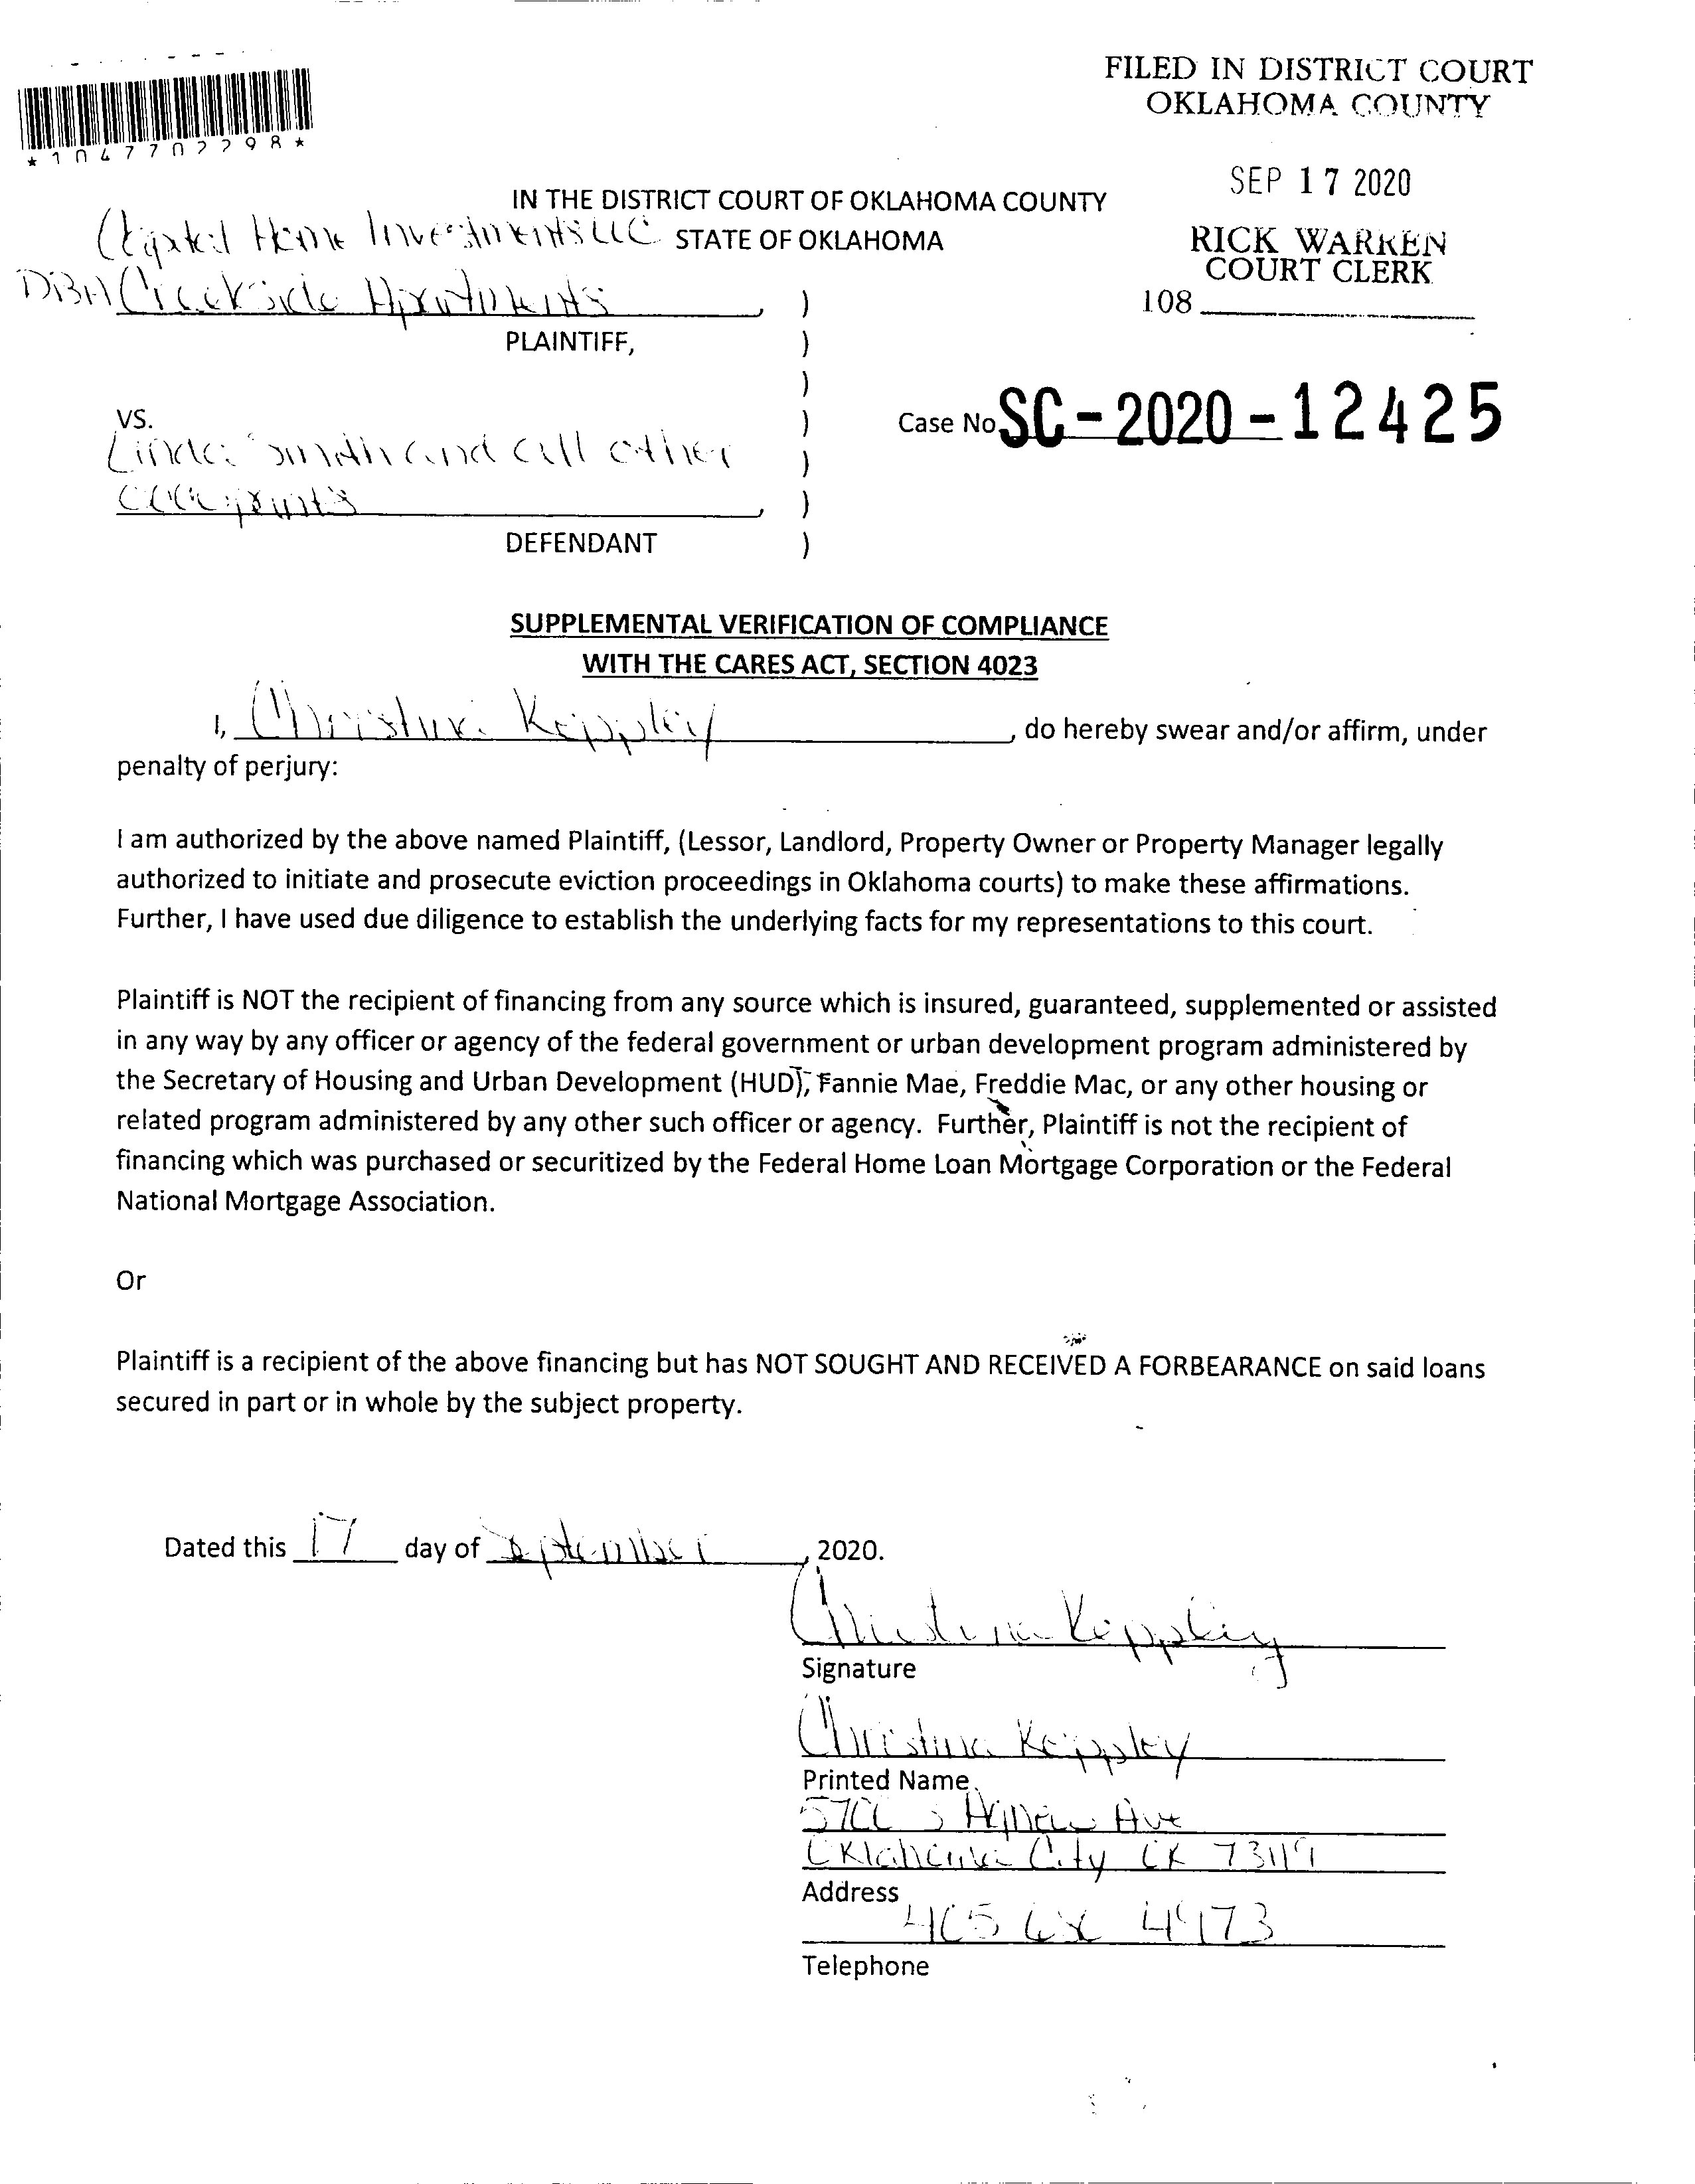 FILED IN DISTRICT COURT
OKLAHOMA COUNTY
*1047702298*
SEP 17 2020
IN THE DISTRICT COURT OF OKLAHOMA COUNTY
Capital Home Investments LLC STATE OF OKLAHOMA
RICK WARREN
COURT CLERK
DBA Creekside Apartments, )
108
PLAINTIFF, )
)
VS. )
Case No SC-2020-12425
Linda Smith and all other )
occupants, )
DEFENDANT )
SUPPLEMENTAL VERIFICATION OF COMPLIANCE
WITH THE CARES ACT, SECTION 4023
I, Christina Keppley, do hereby swear and/or affirm, under
penalty of perjury:
I am authorized by the above named Plaintiff, (Lessor, Landlord, Property Owner or Property Manager legally
authorized to initiate and prosecute eviction proceedings in Oklahoma courts) to make these affirmations.
Further, I have used due diligence to establish the underlying facts for my representations to this court.
Plaintiff is NOT the recipient of financing from any source which is insured, guaranteed, supplemented or assisted
in any way by any officer or agency of the federal government or urban development program administered by
the Secretary of Housing and Urban Development (HUD), Fannie Mae, Freddie Mac, or any other housing or
related program administered by any other such officer or agency. Further, Plaintiff is not the recipient of
financing which was purchased or securitized by the Federal Home Loan Mortgage Corporation or the Federal
National Mortgage Association.
Or
Plaintiff is a recipient of the above financing but has NOT SOUGHT AND RECEIVED A FORBEARANCE on said loans
secured in part or in whole by the subject property.
Dated this 17 day of September, 2020.
Christina Keppley
Signature
Christina Keppley
Printed Name
5700 S Agnew Ave
Oklahoma City OK 73119
Address
405 4973
Telephone